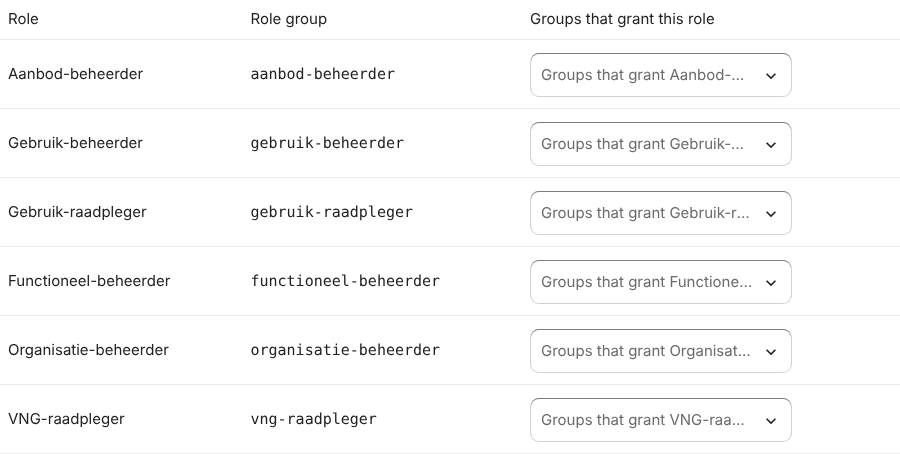 Role Role group Groups that grant this role
Aanbod-beheerder aanbod-beheerder Groups that grant Aanbod-...
Gebruik-beheerder gebruik-beheerder Groups that grant Gebruik-...
Gebruik-raadpleger gebruik-raadpleger Groups that grant Gebruik-r...
Functioneel-beheerder functioneel-beheerder Groups that grant Functione...
Organisatie-beheerder organisatie-beheerder Groups that grant Organisat...
VNG-raadpleger vng-raadpleger Groups that grant VNG-raa...